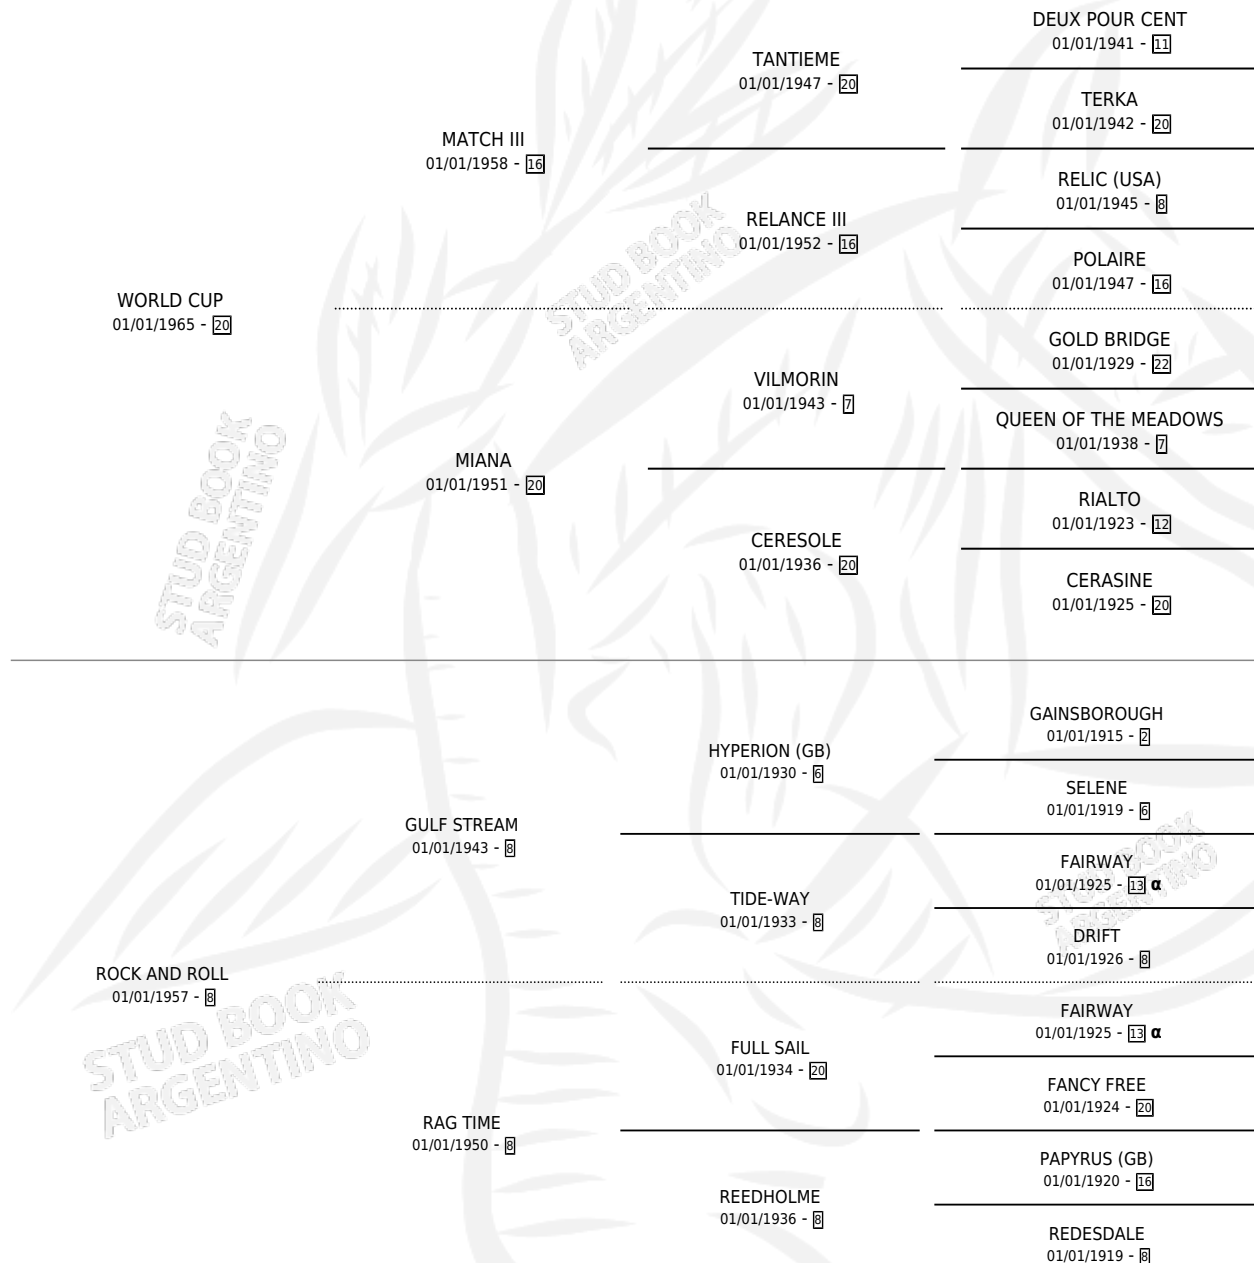 DEUX POUR CENT
01/01/1941 - 11
TANTIEME
01/01/1947 - 20
TERKA
01/01/1942 - 20
MATCH III
01/01/1958 - 16
RELIC (USA)
01/01/1945 - 8
RELANCE III
01/01/1952 - 16
POLAIRE
01/01/1947 - 16
WORLD CUP
01/01/1965 - 20
GOLD BRIDGE
01/01/1929 - 22
VILMORIN
01/01/1943 - 7
QUEEN OF THE MEADOWS
01/01/1938 - 7
MIANA
01/01/1951 - 20
RIALTO
01/01/1923 - 12
CERESOLE
01/01/1936 - 20
CERASINE
01/01/1925 - 20
GAINSBOROUGH
01/01/1915 - 2
HYPERION (GB)
01/01/1930 - 6
SELENE
01/01/1919 - 6
GULF STREAM
01/01/1943 - 8
FAIRWAY
01/01/1925 - 13 α
TIDE-WAY
01/01/1933 - 8
DRIFT
01/01/1926 - 8
ROCK AND ROLL
01/01/1957 - 8
FAIRWAY
01/01/1925 - 13 α
FULL SAIL
01/01/1934 - 20
FANCY FREE
01/01/1924 - 20
RAG TIME
01/01/1950 - 8
PAPYRUS (GB)
01/01/1920 - 16
REEDHOLME
01/01/1936 - 8
REDESDALE
01/01/1919 - 8
STUD BOOK
ARGENTINO
STUD BOOK
ARGENTINO
STUD BOOK
ARGENTINO
STUD BOOK
ARGENTINO